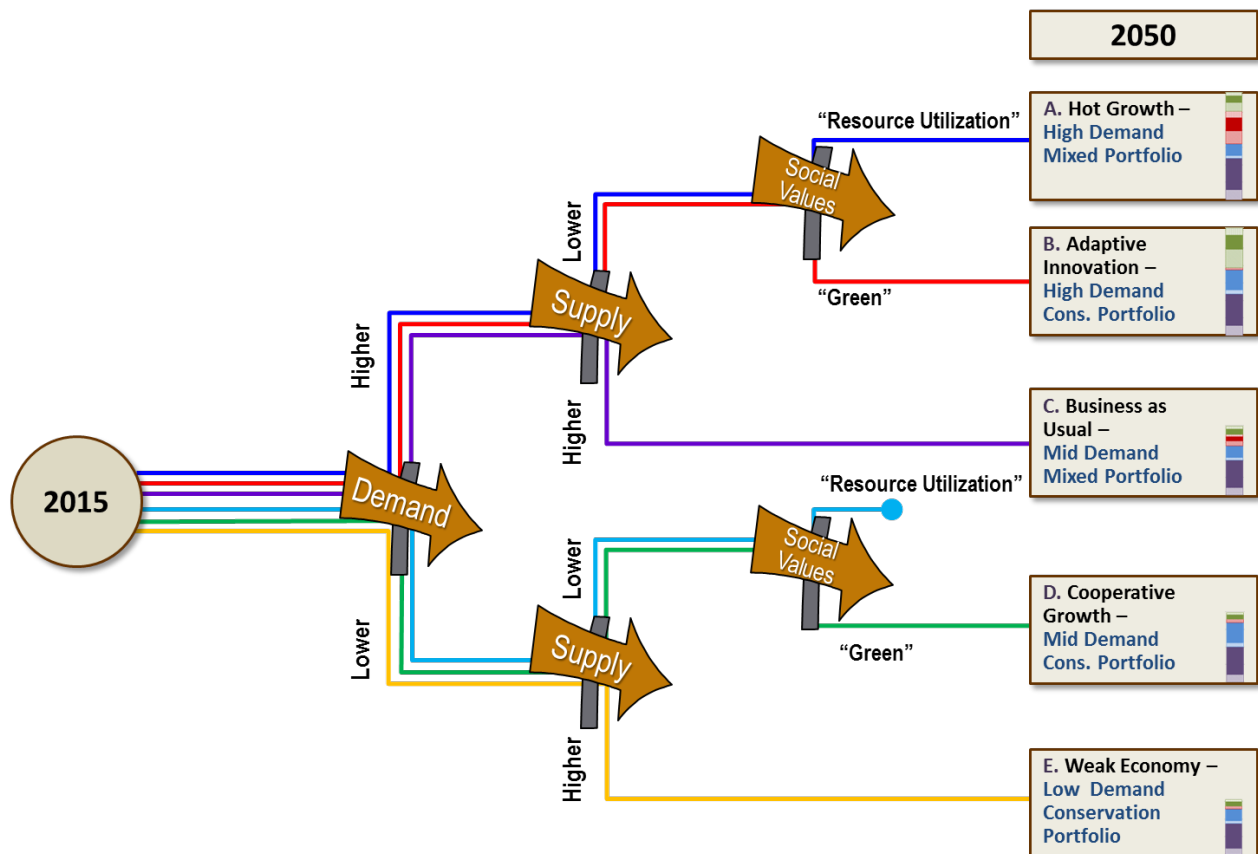 2050
A. Hot Growth –
High Demand
Mixed Portfolio
"Resource Utilization"
Social
Values
Lower
"Green"
B. Adaptive
Innovation –
High Demand
Cons. Portfolio
Supply
Higher
Higher
C. Business as
Usual –
Mid Demand
Mixed Portfolio
2015
Demand
"Resource Utilization"
Social
Values
Lower
"Green"
D. Cooperative
Growth –
Mid Demand
Cons. Portfolio
Lower
Supply
Higher
E. Weak Economy –
Low Demand
Conservation
Portfolio